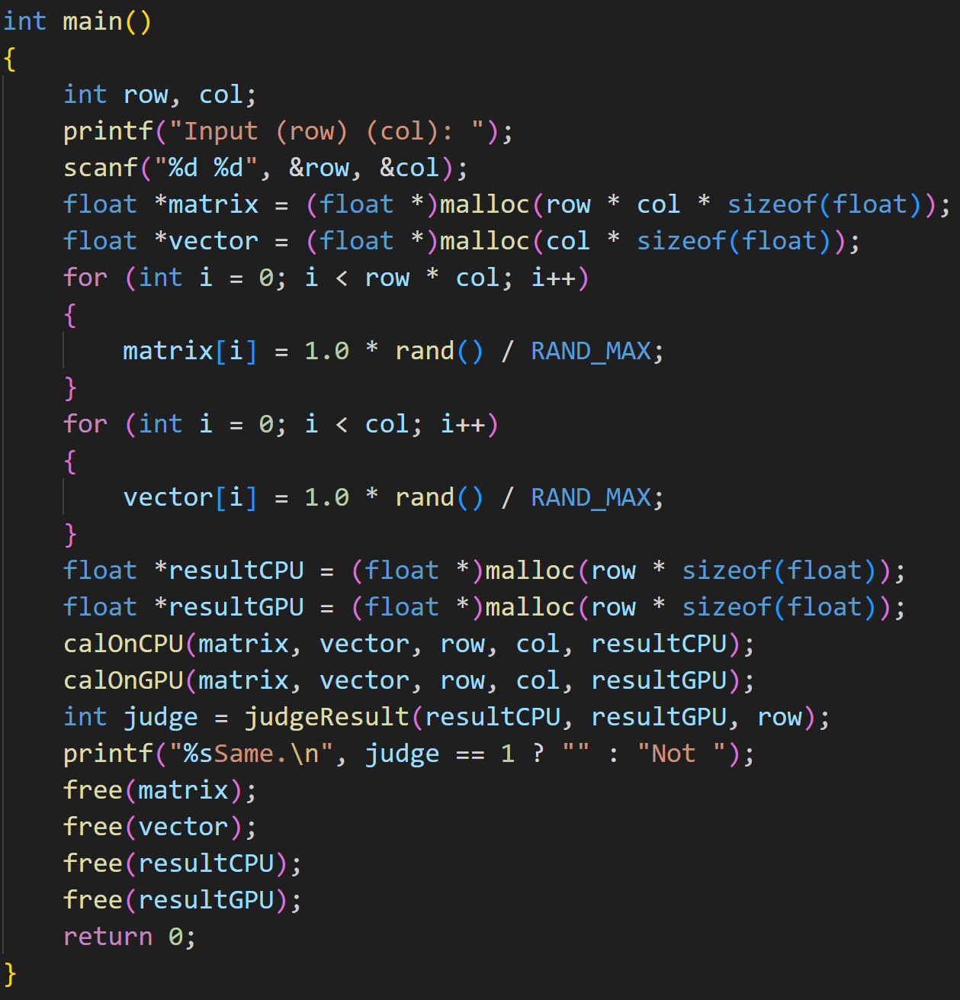 int main()
{
    int row, col;
    printf("Input (row) (col): ");
    scanf("%d %d", &row, &col);
    float *matrix = (float *)malloc(row * col * sizeof(float));
    float *vector = (float *)malloc(col * sizeof(float));
    for (int i = 0; i < row * col; i++)
    {
        matrix[i] = 1.0 * rand() / RAND_MAX;
    }
    for (int i = 0; i < col; i++)
    {
        vector[i] = 1.0 * rand() / RAND_MAX;
    }
    float *resultCPU = (float *)malloc(row * sizeof(float));
    float *resultGPU = (float *)malloc(row * sizeof(float));
    calOnCPU(matrix, vector, row, col, resultCPU);
    calOnGPU(matrix, vector, row, col, resultGPU);
    int judge = judgeResult(resultCPU, resultGPU, row);
    printf("%sSame.\n", judge == 1 ? "" : "Not ");
    free(matrix);
    free(vector);
    free(resultCPU);
    free(resultGPU);
    return 0;
}